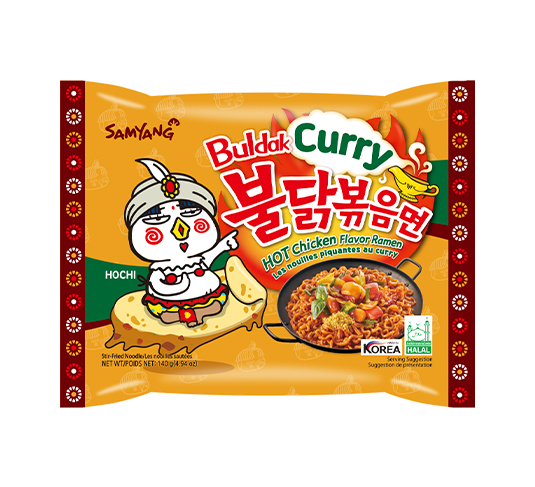 SAMYANG
Buldak Curry
불닭볶음면
HOT Chicken Flavor Ramen
Les nouilles piquantes au curry
HOCHI
KOREA
HALAL
Serving Suggestion
Suggestion de présentation
Stir-Fried Noodle/Les nouilles sautées
NET WT/POIDS NET: 140 g (4.94 oz)